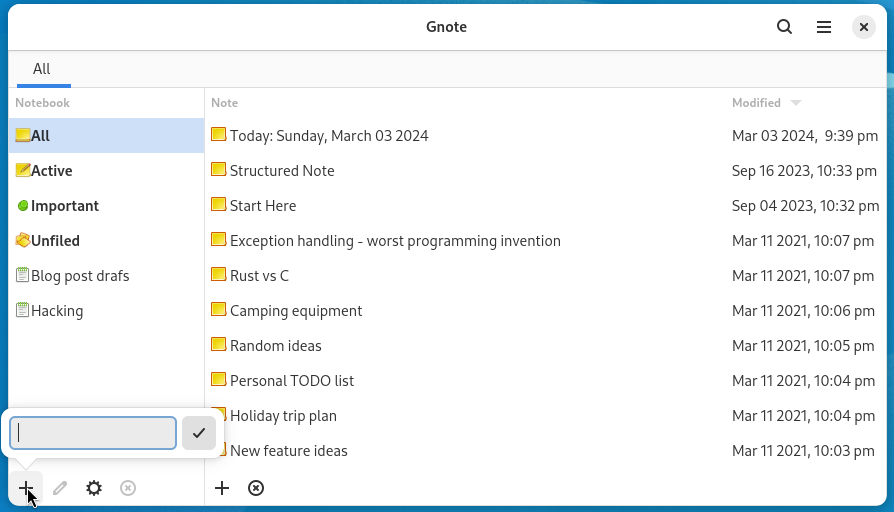 Gnote
All
Notebook
Note
Modified
All
Today: Sunday, March 03 2024
Mar 03 2024,  9:39 pm
Active
Structured Note
Sep 16 2023, 10:33 pm
Important
Start Here
Sep 04 2023, 10:32 pm
Unfiled
Exception handling - worst programming invention
Mar 11 2021, 10:07 pm
Blog post drafs
Rust vs C
Mar 11 2021, 10:07 pm
Hacking
Camping equipment
Mar 11 2021, 10:06 pm
Random ideas
Mar 11 2021, 10:05 pm
Personal TODO list
Mar 11 2021, 10:04 pm
Holiday trip plan
Mar 11 2021, 10:04 pm
New feature ideas
Mar 11 2021, 10:03 pm